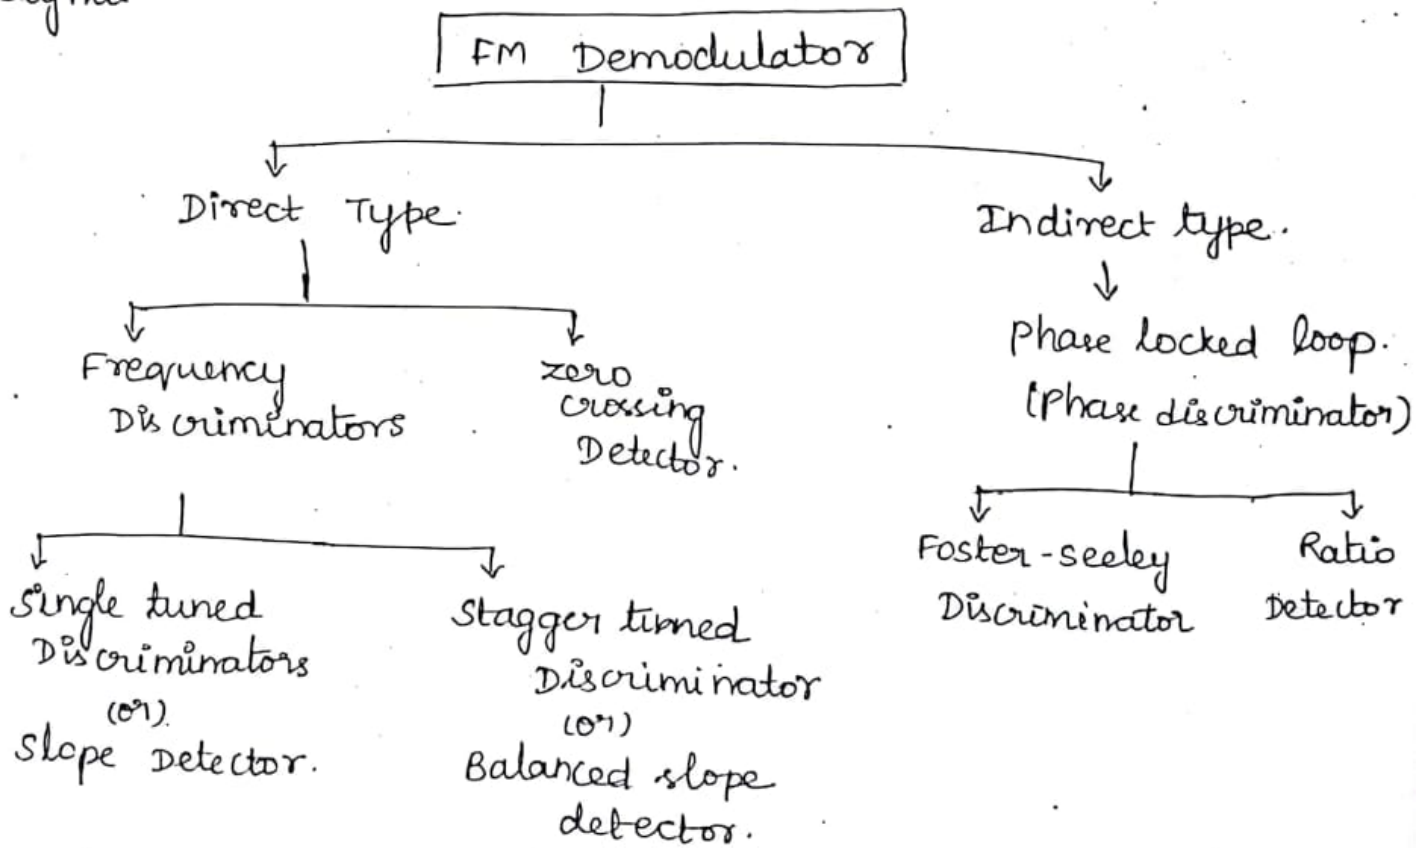 FM Demodulator
Direct Type.
Indirect type.
Frequency
Discriminators
zero
crossing
Detector.
Phase locked loop.
(Phase discriminator)
Single tuned
Discriminators
(or).
Slope Detector.
Stagger tuned
Discriminator
(or)
Balanced slope
detector.
Foster-seeley
Discriminator
Ratio
Detector